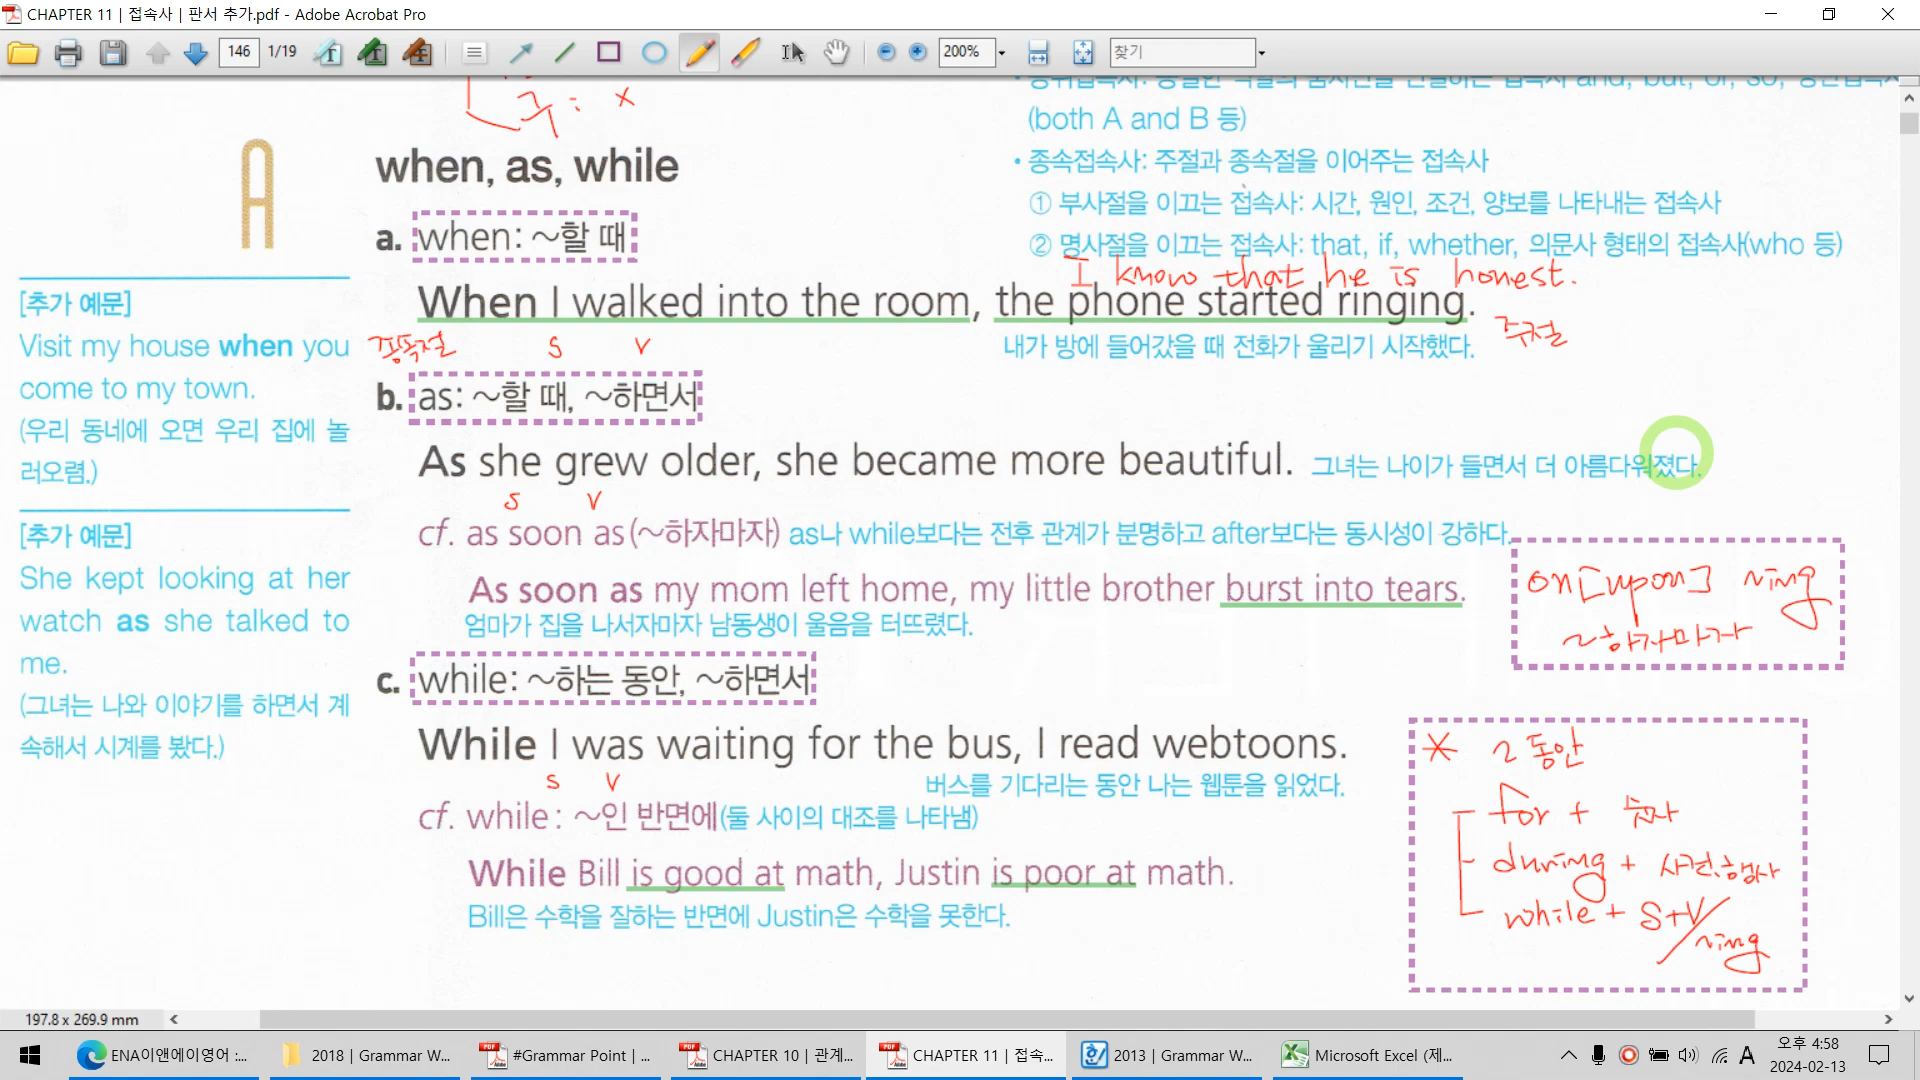 CHAPTER 11 | 접속사 | 판서 추가.pdf - Adobe Acrobat Pro
146 1/19 200% 찾기
구 : x
(both A and B 등)
when, as, while
• 종속접속사: 주절과 종속절을 이어주는 접속사
① 부사절을 이끄는 접속사: 시간, 원인, 조건, 양보를 나타내는 접속사
② 명사절을 이끄는 접속사: that, if, whether, 의문사 형태의 접속사(who 등)
I know that he is honest.
A
a. when: ~할 때
When I walked into the room, the phone started ringing.
종속절 S V
내가 방에 들어갔을 때 전화가 울리기 시작했다. 주절
[추가 예문]
Visit my house when you
come to my town.
(우리 동네에 오면 우리 집에 놀
러오렴.)
b. as: ~할 때, ~하면서
As she grew older, she became more beautiful. 그녀는 나이가 들면서 더 아름다워졌다.
S V
cf. as soon as(~하자마자) as나 while보다는 전후 관계가 분명하고 after보다는 동시성이 강하다.
As soon as my mom left home, my little brother burst into tears.
엄마가 집을 나서자마자 남동생이 울음을 터뜨렸다.
on[upon] ~ing
~하자마자
[추가 예문]
She kept looking at her
watch as she talked to
me.
(그녀는 나와 이야기를 하면서 계
속해서 시계를 봤다.)
c. while: ~하는 동안, ~하면서
While I was waiting for the bus, I read webtoons.
S V
버스를 기다리는 동안 나는 웹툰을 읽었다.
cf. while: ~인 반면에(둘 사이의 대조를 나타냄)
While Bill is good at math, Justin is poor at math.
Bill은 수학을 잘하는 반면에 Justin은 수학을 못한다.
* ~동안
for + 숫자
during + 사건, 행사
while + S+V/
~ing
197.8 x 269.9 mm
ENA이앤에이영어 :...
2018 | Grammar W...
#Grammar Point | ...
CHAPTER 10 | 관계...
CHAPTER 11 | 접속...
2013 | Grammar W...
Microsoft Excel (제...
A
오후 4:58
2024-02-13